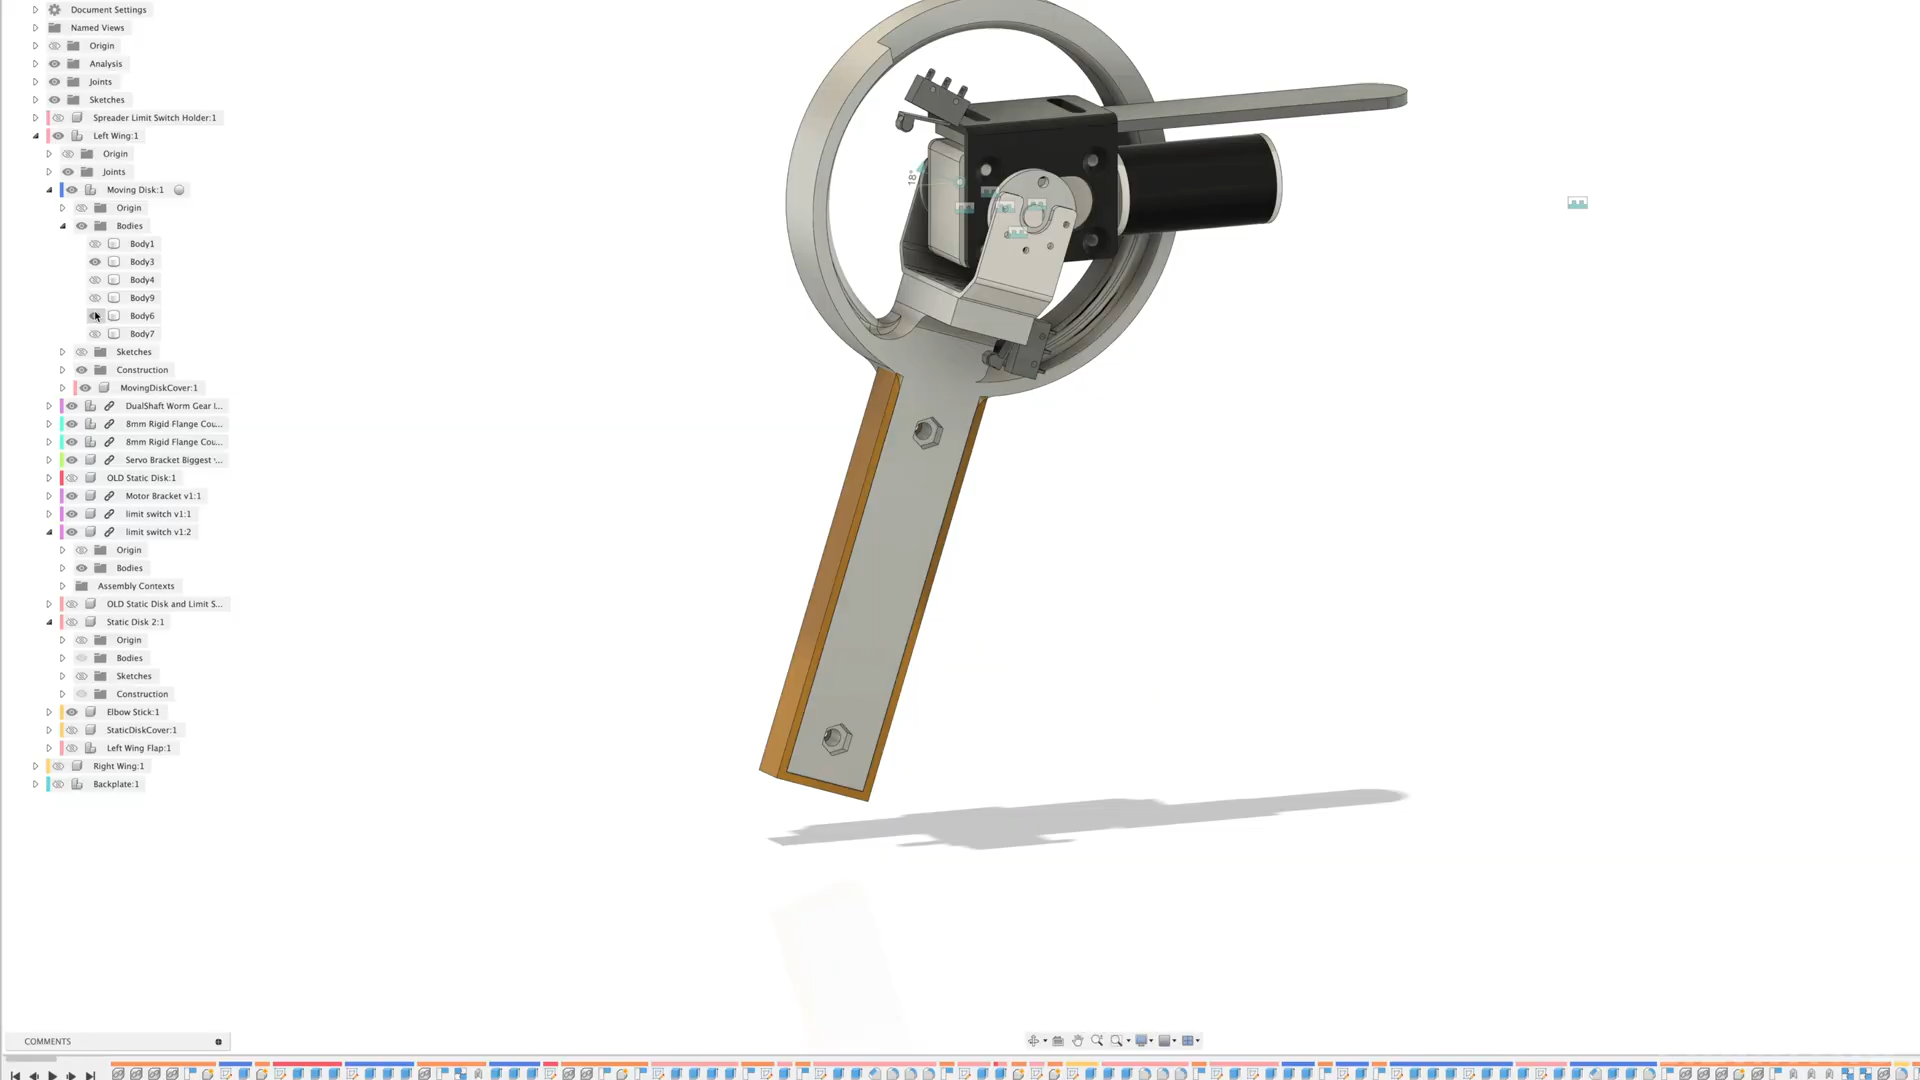 Document Settings
Named Views
Origin
Analysis
Joints
Sketches
Spreader Limit Switch Holder:1
Left Wing:1
Origin
Joints
Moving Disk:1
Origin
Bodies
Body1
Body3
Body4
Body9
Body6
Body7
Sketches
Construction
MovingDiskCover:1
DualShaft Worm Gear I...
8mm Rigid Flange Cou...
8mm Rigid Flange Cou...
Servo Bracket Biggest ...
OLD Static Disk:1
Motor Bracket v1:1
limit switch v1:1
limit switch v1:2
Origin
Bodies
Assembly Contexts
OLD Static Disk and Limit S...
Static Disk 2:1
Origin
Bodies
Sketches
Construction
Elbow Stick:1
StaticDiskCover:1
Left Wing Flap:1
Right Wing:1
Backplate:1
18°
COMMENTS